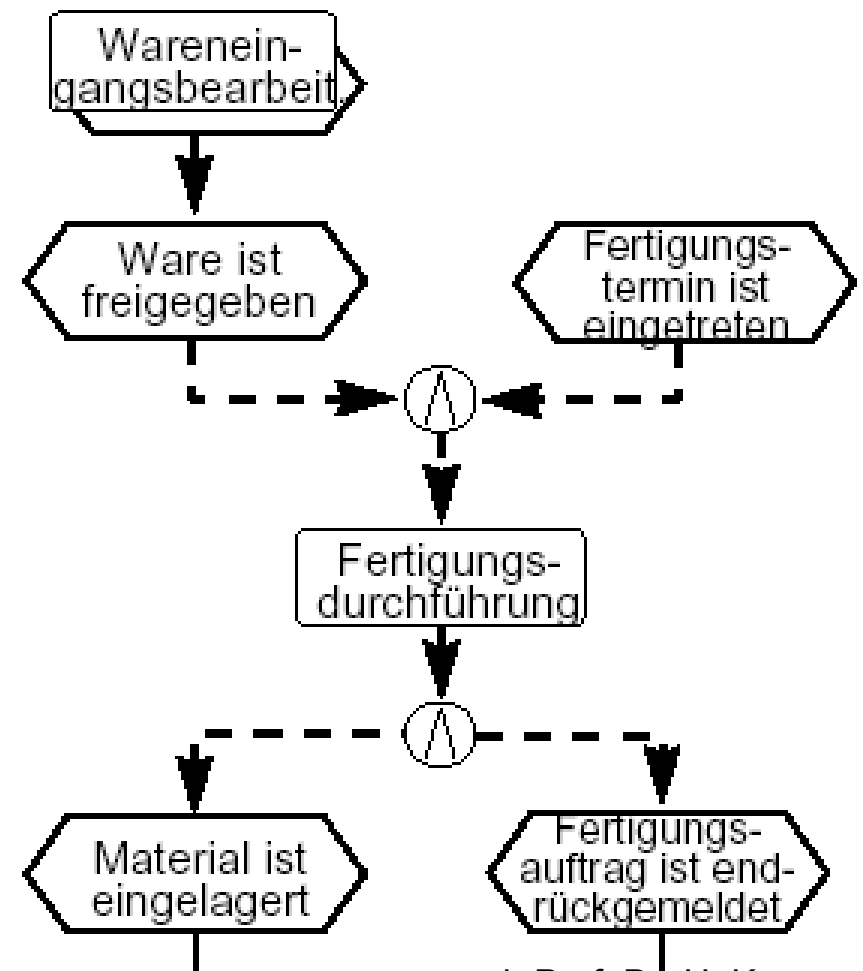 Warenein-
gangsbearbeit.
Ware ist
freigegeben
Fertigungs-
termin ist
eingetreten
Fertigungs-
durchführung
Material ist
eingelagert
Fertigungs-
auftrag ist end-
rückgemeldet